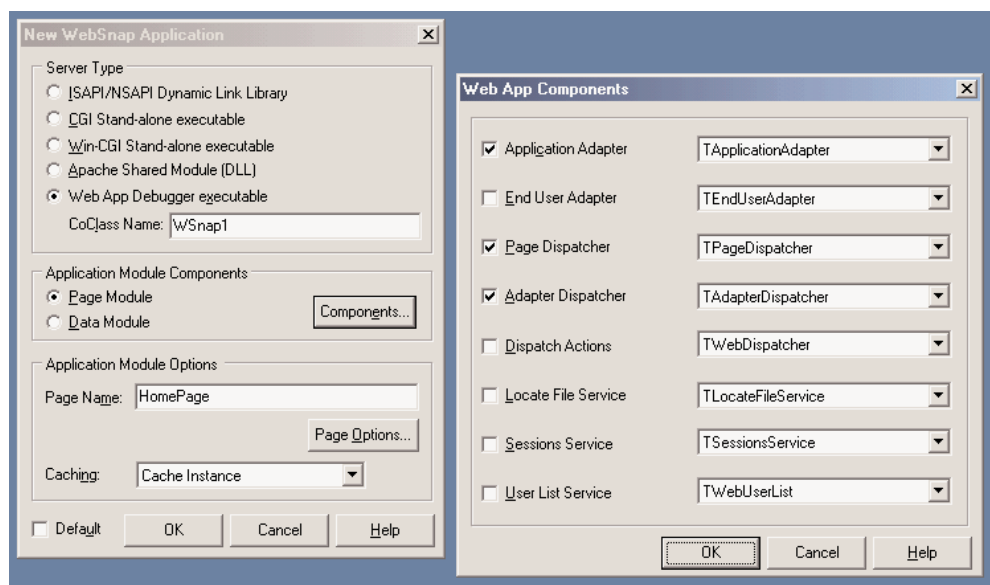 New WebSnap Application
Server Type
ISAPI/NSAPI Dynamic Link Library
CGI Stand-alone executable
Win-CGI Stand-alone executable
Apache Shared Module (DLL)
Web App Debugger executable
CoClass Name: WSnap1
Application Module Components
Page Module
Data Module
Components...
Application Module Options
Page Name: HomePage
Page Options...
Caching: Cache Instance
Default OK Cancel Help
Web App Components
Application Adapter TApplicationAdapter
End User Adapter TEndUserAdapter
Page Dispatcher TPageDispatcher
Adapter Dispatcher TAdapterDispatcher
Dispatch Actions TWebDispatcher
Locate File Service TLocateFileService
Sessions Service TSessionsService
User List Service TWebUserList
OK Cancel Help